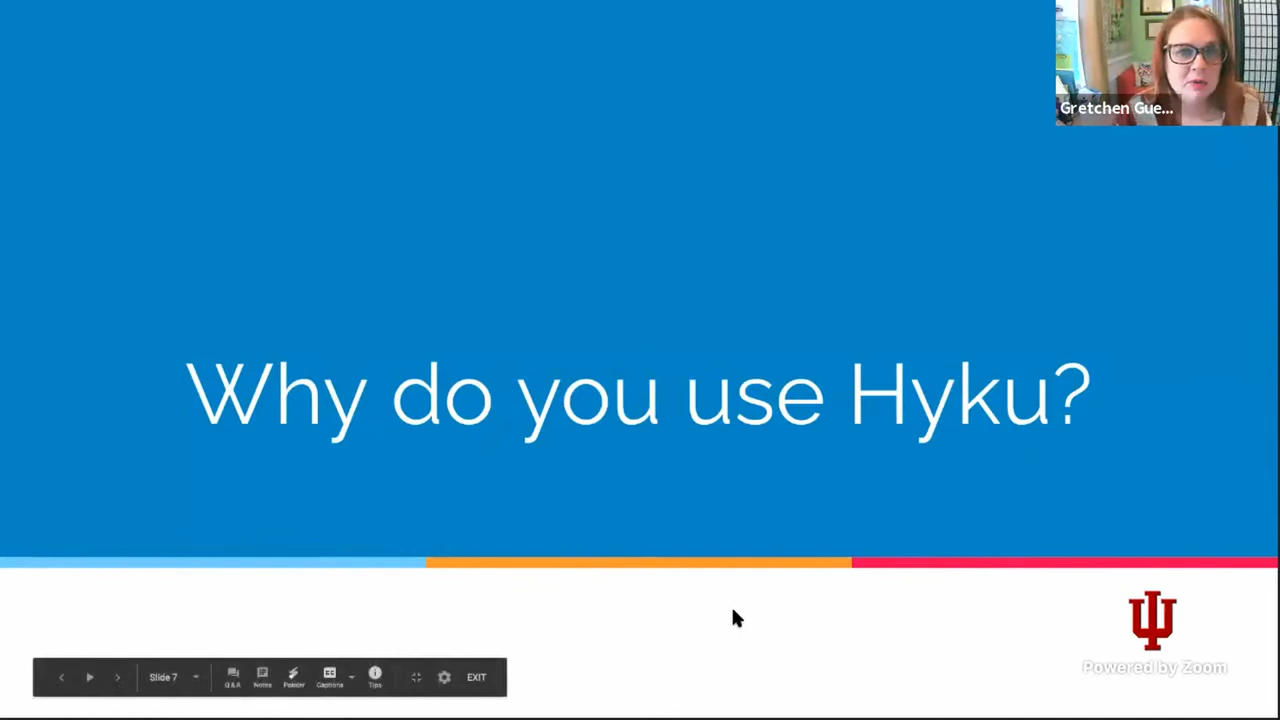 Gretchen Gue...
Why do you use Hyku?
Powered by Zoom
Slide 7
Q&A
Notes
Pointer
Captions
Tips
EXIT